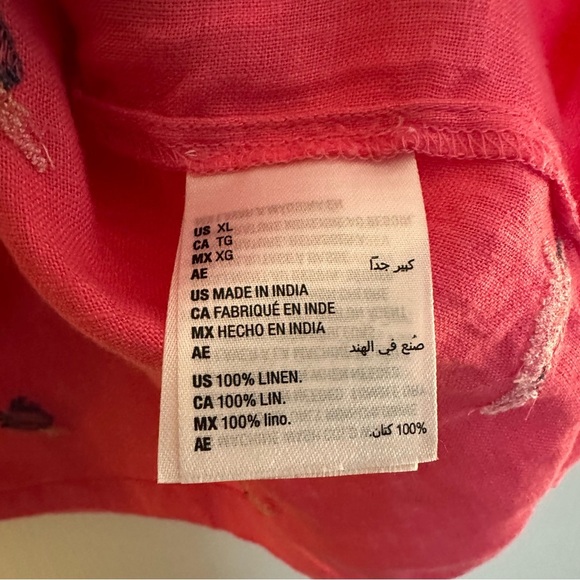 US XL
CA TG
MX XG
AE كبير جدًا
US MADE IN INDIA
CA FABRIQUÉ EN INDE
MX HECHO EN INDIA
AE صُنع في الهند
US 100% LINEN.
CA 100% LIN.
MX 100% lino.
AE 100% كتان.